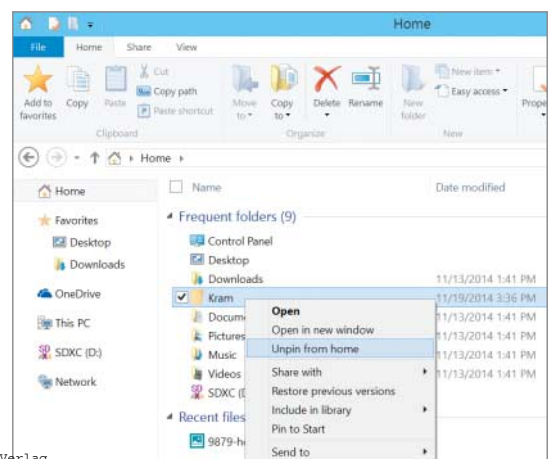 Home
File Home Share View
Add to favorites
Copy
Paste
Cut
Copy path
Paste shortcut
Clipboard
Move to
Copy to
Delete
Rename
Organize
New folder
New item
Easy access
New
Home
Home
Favorites
Desktop
Downloads
OneDrive
This PC
SDXC (D:)
Network
Name Date modified
Frequent folders (9)
Control Panel
Desktop
Downloads 11/13/2014 1:41 PM
Kram 11/19/2014 3:36 PM
Docum 11/13/2014 1:41 PM
Pictures 11/13/2014 1:41 PM
Music 11/13/2014 1:41 PM
Videos 11/13/2014 1:41 PM
SDXC (
Recent files
9879-h
Open
Open in new window
Unpin from home
Share with
Restore previous versions
Include in library
Pin to Start
Send to
Verlag